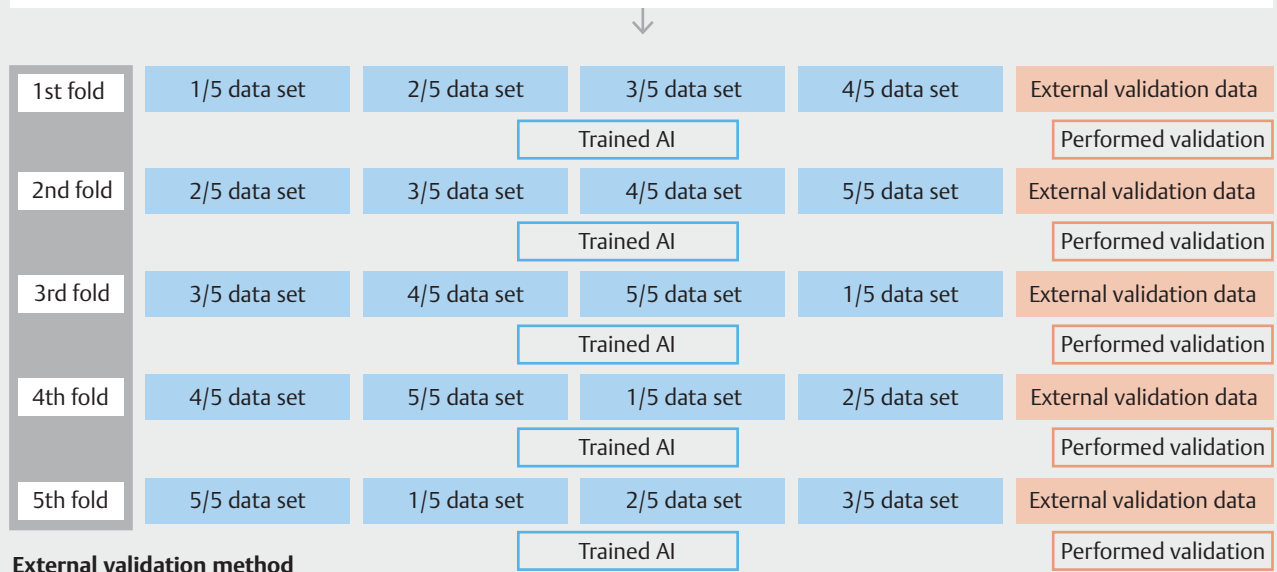 1st fold 1/5 data set 2/5 data set 3/5 data set 4/5 data set External validation data
Trained AI Performed validation
2nd fold 2/5 data set 3/5 data set 4/5 data set 5/5 data set External validation data
Trained AI Performed validation
3rd fold 3/5 data set 4/5 data set 5/5 data set 1/5 data set External validation data
Trained AI Performed validation
4th fold 4/5 data set 5/5 data set 1/5 data set 2/5 data set External validation data
Trained AI Performed validation
5th fold 5/5 data set 1/5 data set 2/5 data set 3/5 data set External validation data
Trained AI Performed validation
External validation method